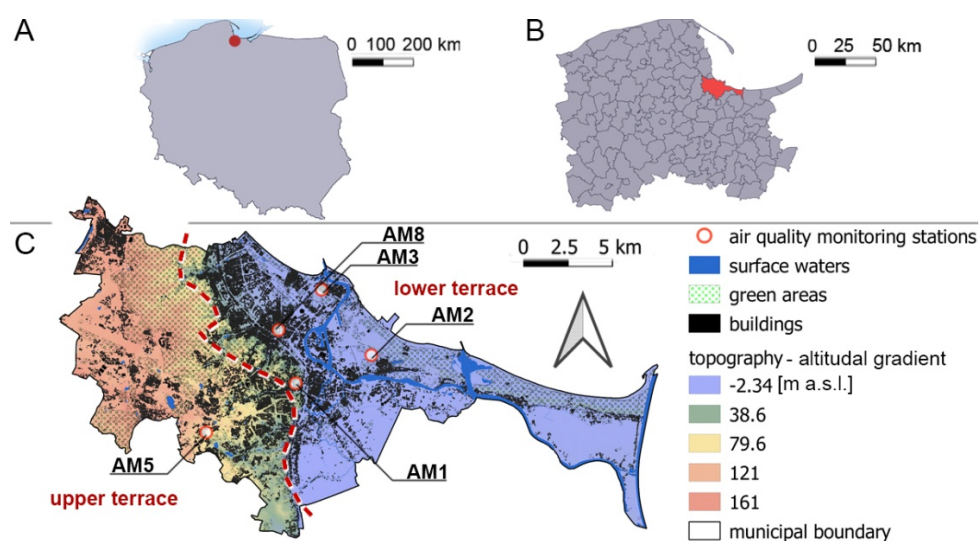 A
0 100 200 km
B
0 25 50 km
C
AM8
AM3
0 2.5 5 km
lower terrace
AM2
AM5
AM1
upper terrace
air quality monitoring stations
surface waters
green areas
buildings
topography - altitudal gradient
-2.34 [m a.s.l.]
38.6
79.6
121
161
municipal boundary